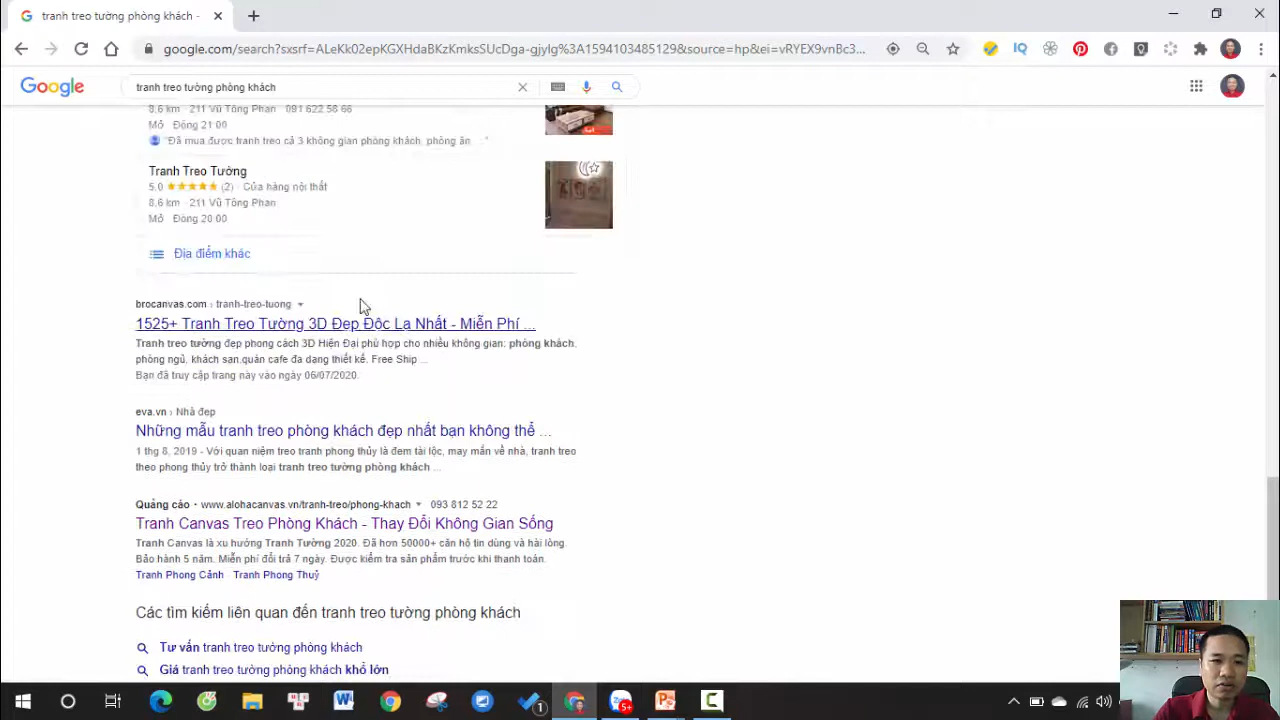 tranh treo tường phòng khách -
google.com/search?sxsrf=ALeKk02epKGXHdaBKzKmksSUcDga-gjylg%3A1594103485129&source=hp&ei=vRYEX9vnBc3...
Google
tranh treo tường phòng khách
8,6 km · 211 Vũ Tông Phan · 091 622 58 66
Mở · Đóng 21:00
"Đã mua được tranh treo cả 3 không gian phòng khách, phòng ăn
Tranh Treo Tường
5,0 ★★★★★ (2) · Cửa hàng nội thất
8,6 km · 211 Vũ Tông Phan
Mở · Đóng 20:00
Địa điểm khác
brocanvas.com › tranh-treo-tuong
1525+ Tranh Treo Tường 3D Đẹp Độc Lạ Nhất - Miễn Phí ...
Tranh treo tường đẹp phong cách 3D Hiện Đại phù hợp cho nhiều không gian: phòng khách,
phòng ngủ, khách sạn,quán cafe đa dạng thiết kế. Free Ship ...
Bạn đã truy cập trang này vào ngày 06/07/2020.
eva.vn › Nhà đẹp
Những mẫu tranh treo phòng khách đẹp nhất bạn không thể ...
1 thg 8, 2019 - Với quan niệm treo tranh phong thủy là đem tài lộc, may mắn về nhà, tranh treo
theo phong thủy trở thành loại tranh treo tường phòng khách ...
Quảng cáo · www.alohacanvas.vn/tranh-treo/phong-khach 093 812 52 22
Tranh Canvas Treo Phòng Khách - Thay Đổi Không Gian Sống
Tranh Canvas là xu hướng Tranh Tường 2020. Đã hơn 50000+ căn hộ tin dùng và hài lòng.
Bảo hành 5 năm. Miễn phí đổi trả 7 ngày. Được kiểm tra sản phẩm trước khi thanh toán.
Tranh Phong Cảnh · Tranh Phong Thuỷ
Các tìm kiếm liên quan đến tranh treo tường phòng khách
Tư vấn tranh treo tường phòng khách
Giá tranh treo tường phòng khách khổ lớn